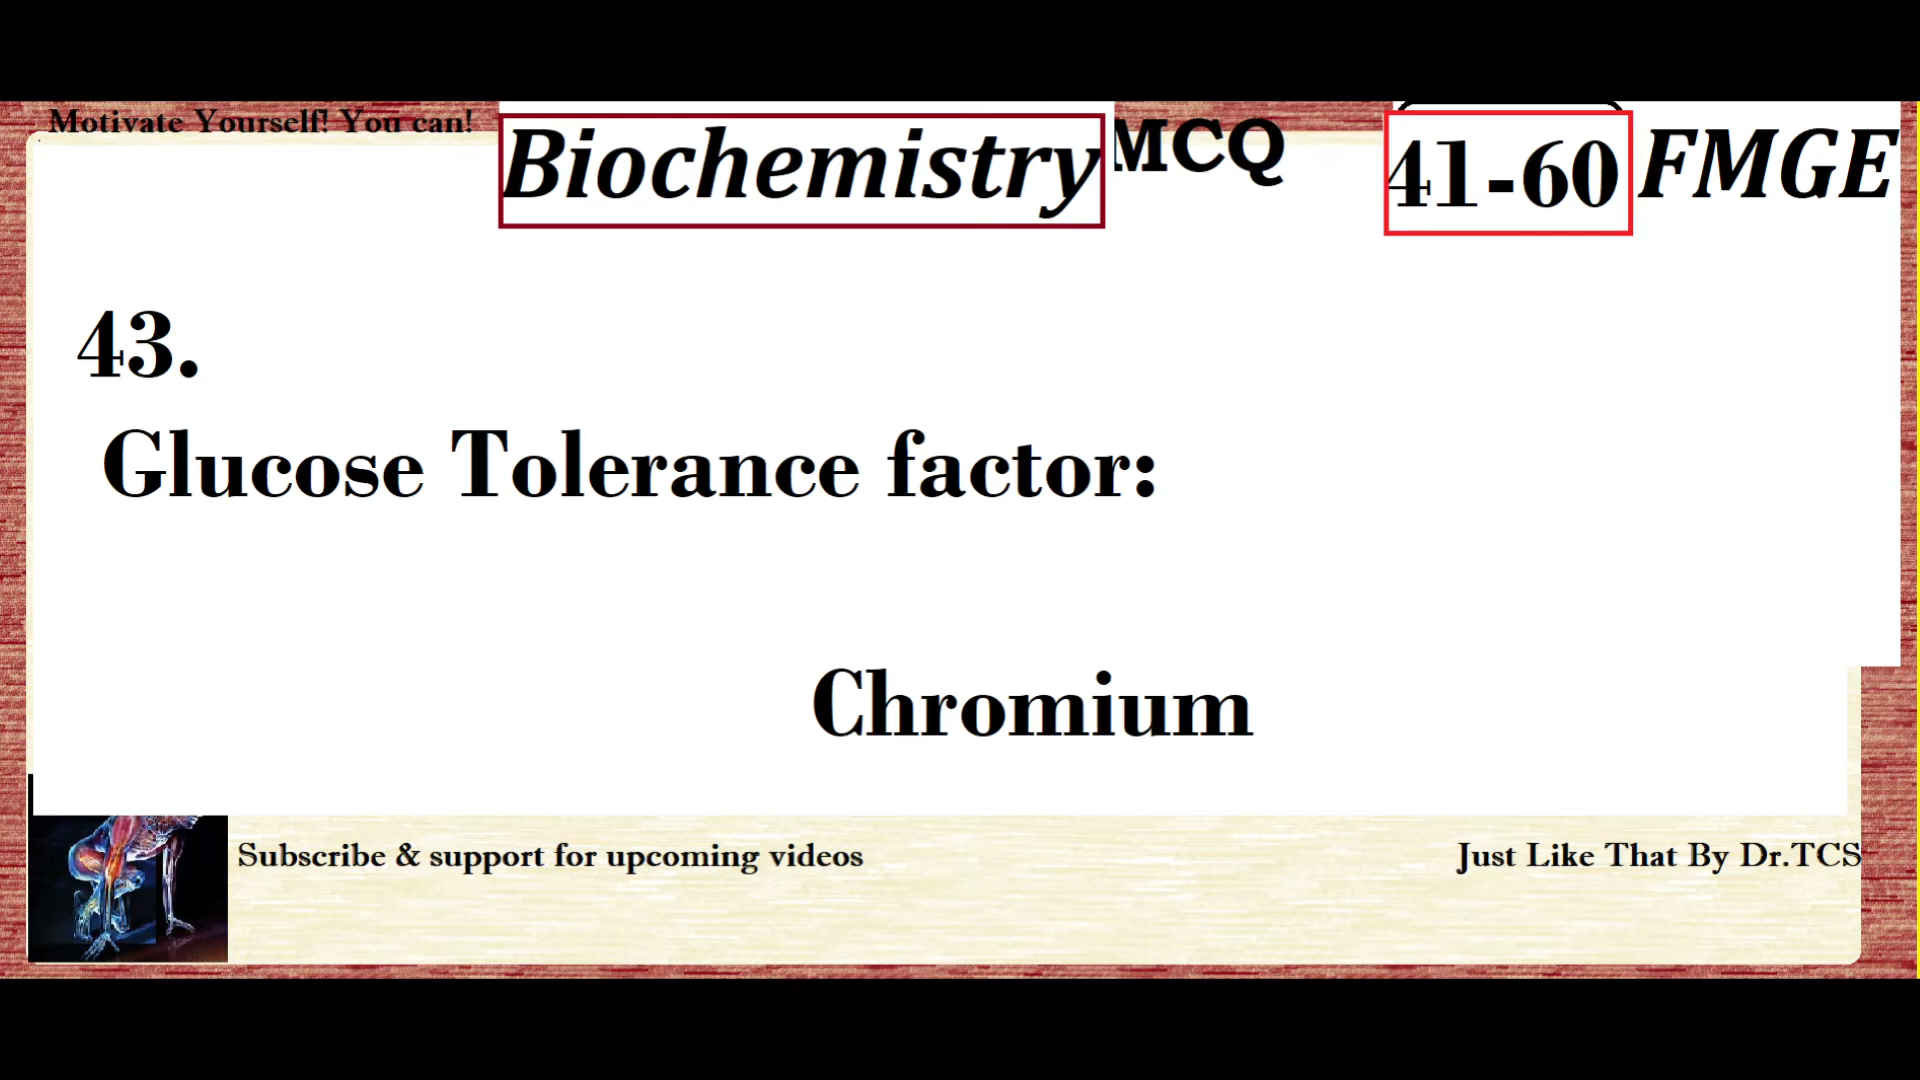 Motivate Yourself! You can!
Biochemistry MCQ 41-60 FMGE
43.
Glucose Tolerance factor:
Chromium
Subscribe & support for upcoming videos
Just Like That By Dr.TCS